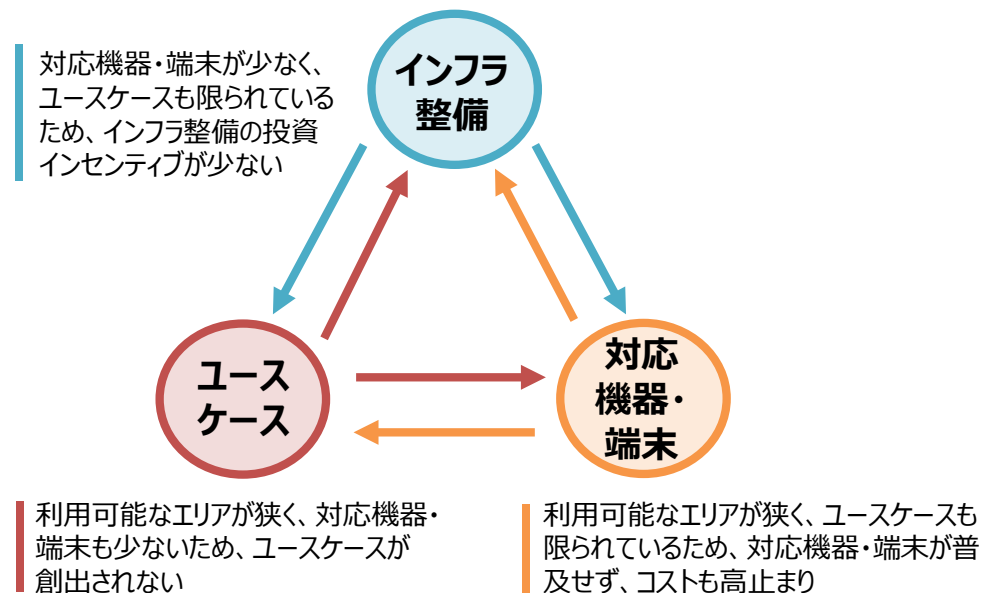 対応機器・端末が少なく、
ユースケースも限られている
ため、インフラ整備の投資
インセンティブが少ない
インフラ
整備
ユース
ケース
対応
機器・
端末
利用可能なエリアが狭く、対応機器・
端末も少ないため、ユースケースが
創出されない
利用可能なエリアが狭く、ユースケースも
限られているため、対応機器・端末が普
及せず、コストも高止まり